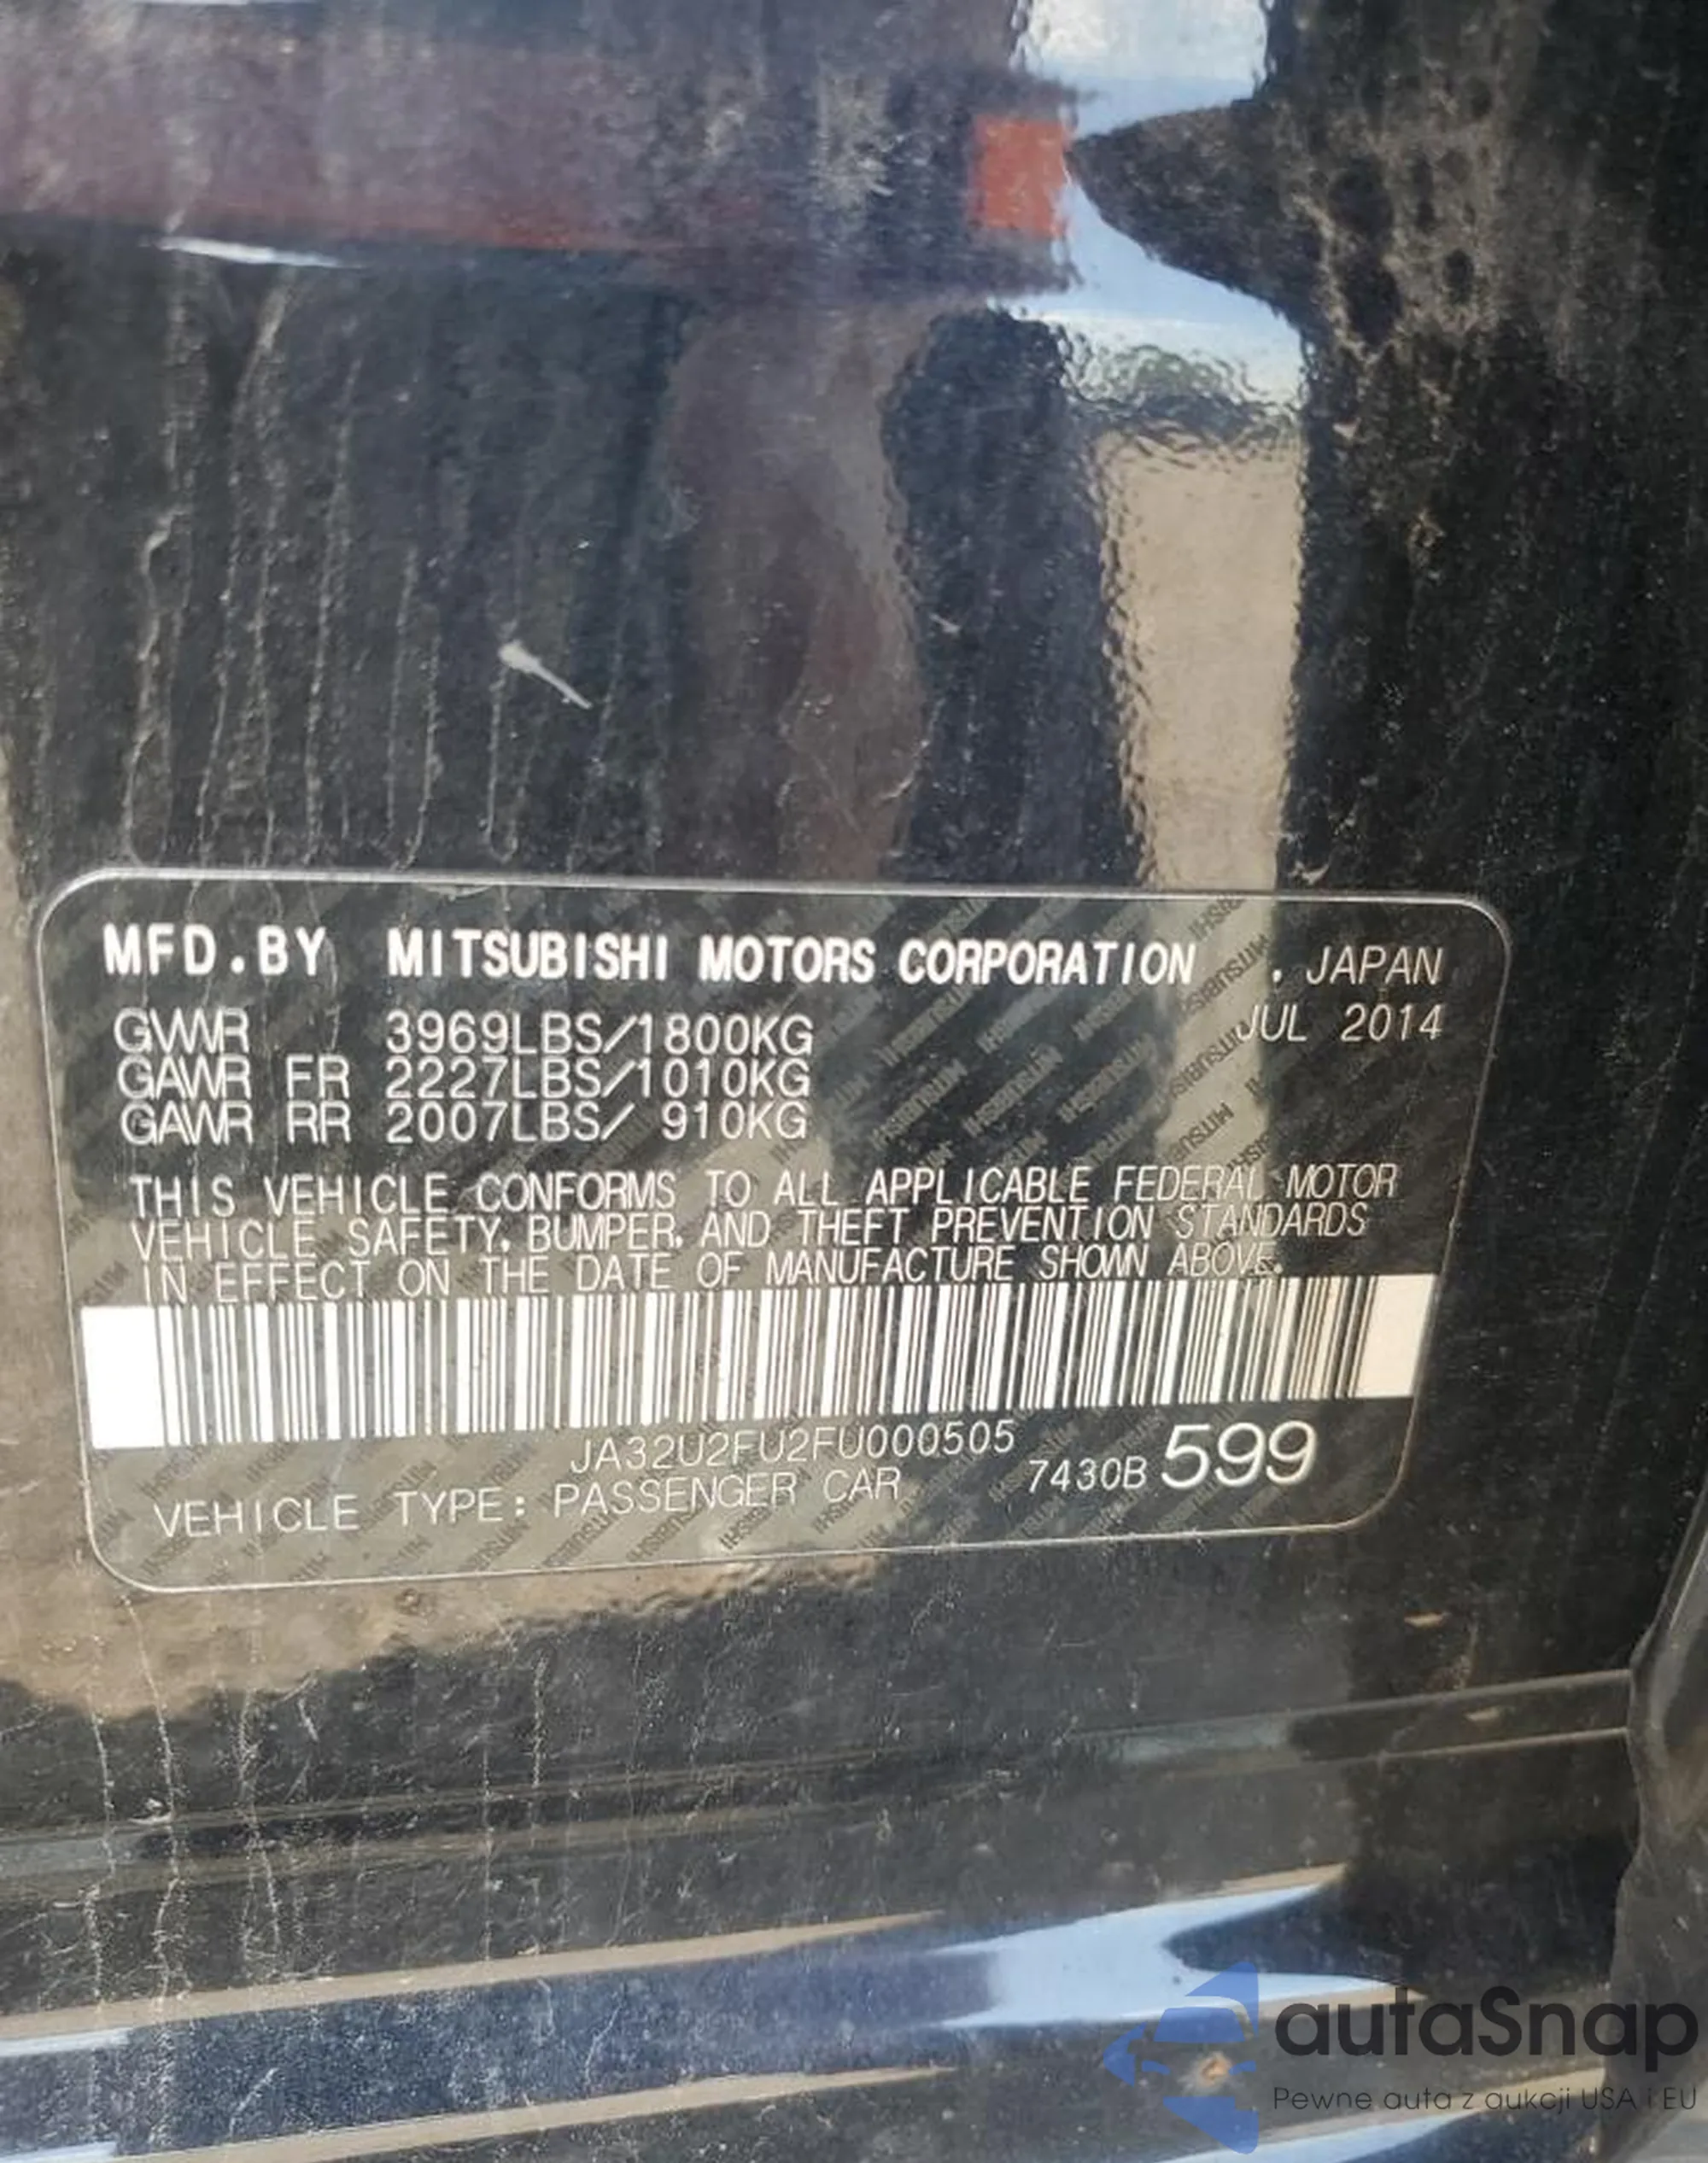 MFD.BY MITSUBISHI MOTORS CORPORATION . JAPAN
JUL 2014
GVWR 3969LBS/1800KG
GAWR FR 2227LBS/1010KG
GAWR RR 2007LBS/ 910KG
THIS VEHICLE CONFORMS TO ALL APPLICABLE FEDERAL MOTOR
VEHICLE SAFETY, BUMPER, AND THEFT PREVENTION STANDARDS
IN EFFECT ON THE DATE OF MANUFACTURE SHOWN ABOVE.
JA32U2FU2FU000505
7430B 599
VEHICLE TYPE: PASSENGER CAR
autaSnap
Pewne auta z aukcji USA i EU